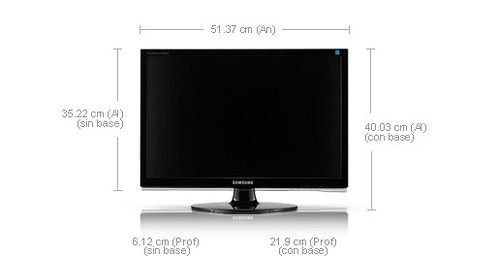 51.37 cm (An)
35.22 cm (Al)
(sin base)
40.03 cm (Al)
(con base)
SAMSUNG
6.12 cm (Prof)
(sin base)
21.9 cm (Prof)
(con base)